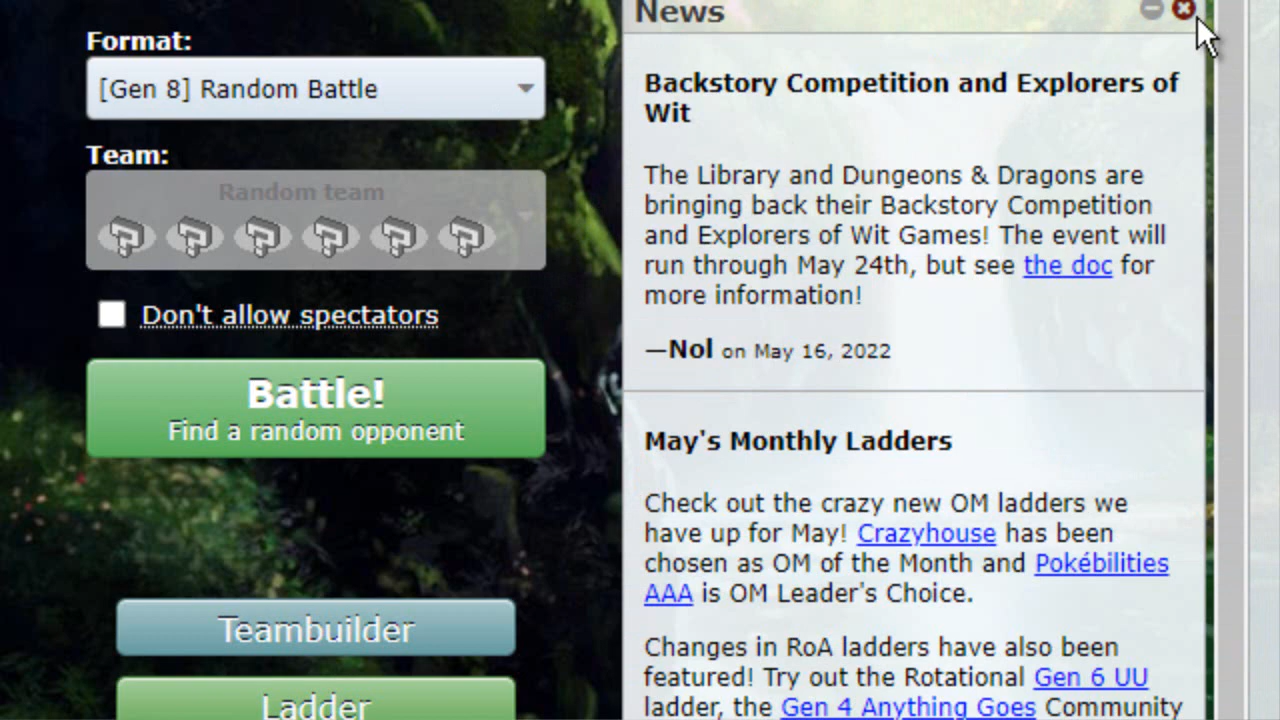 Format:
[Gen 8] Random Battle
Team:
Random team
Don't allow spectators
Battle!
Find a random opponent
Teambuilder
Ladder
News
Backstory Competition and Explorers of
Wit
The Library and Dungeons & Dragons are
bringing back their Backstory Competition
and Explorers of Wit Games! The event will
run through May 24th, but see the doc for
more information!
—Nol on May 16, 2022
May's Monthly Ladders
Check out the crazy new OM ladders we
have up for May! Crazyhouse has been
chosen as OM of the Month and Pokébilities
AAA is OM Leader's Choice.
Changes in RoA ladders have also been
featured! Try out the Rotational Gen 6 UU
ladder, the Gen 4 Anything Goes Community